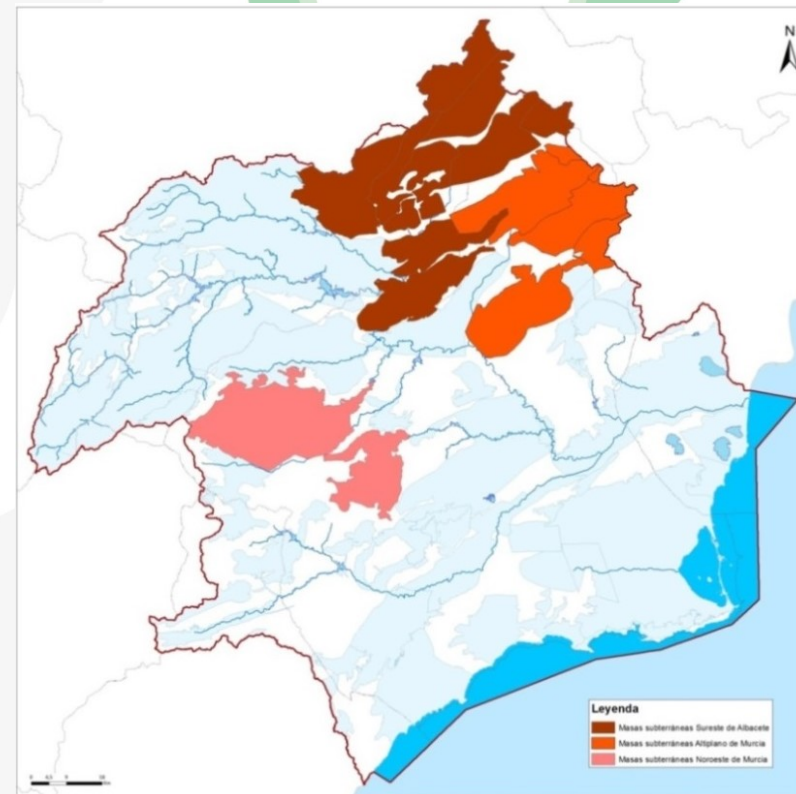 N
Leyenda
Masas subterráneas Sureste de Albacete
Masas subterráneas Altiplano de Murcia
Masas subterráneas Noroeste de Murcia